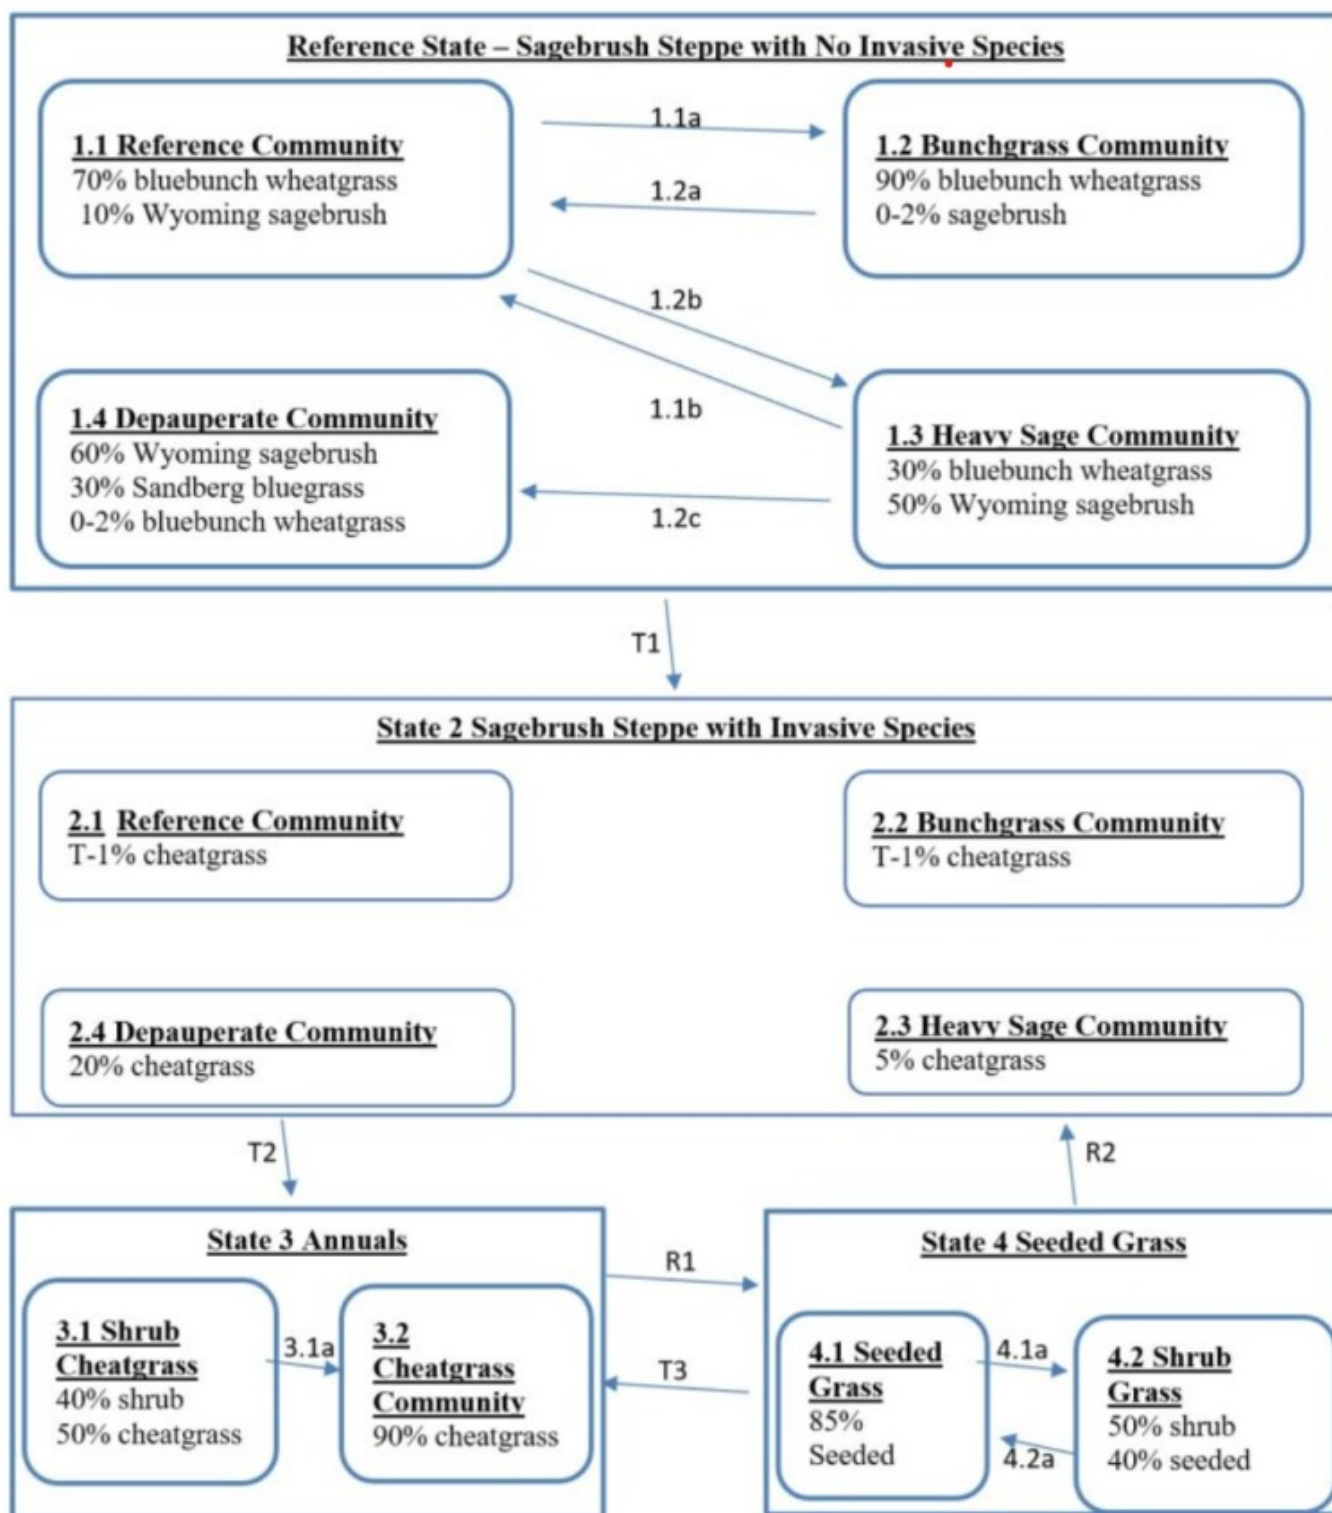 Reference State – Sagebrush Steppe with No Invasive Species
1.1 Reference Community
70% bluebunch wheatgrass
10% Wyoming sagebrush
1.1a
1.2a
1.2 Bunchgrass Community
90% bluebunch wheatgrass
0-2% sagebrush
1.2b
1.1b
1.4 Depauperate Community
60% Wyoming sagebrush
30% Sandberg bluegrass
0-2% bluebunch wheatgrass
1.2c
1.3 Heavy Sage Community
30% bluebunch wheatgrass
50% Wyoming sagebrush
T1
State 2 Sagebrush Steppe with Invasive Species
2.1 Reference Community
T-1% cheatgrass
2.2 Bunchgrass Community
T-1% cheatgrass
2.4 Depauperate Community
20% cheatgrass
2.3 Heavy Sage Community
5% cheatgrass
T2
R2
State 3 Annuals
3.1 Shrub
Cheatgrass
40% shrub
50% cheatgrass
3.1a
3.2
Cheatgrass
Community
90% cheatgrass
R1
T3
State 4 Seeded Grass
4.1 Seeded
Grass
85%
Seeded
4.1a
4.2a
4.2 Shrub
Grass
50% shrub
40% seeded